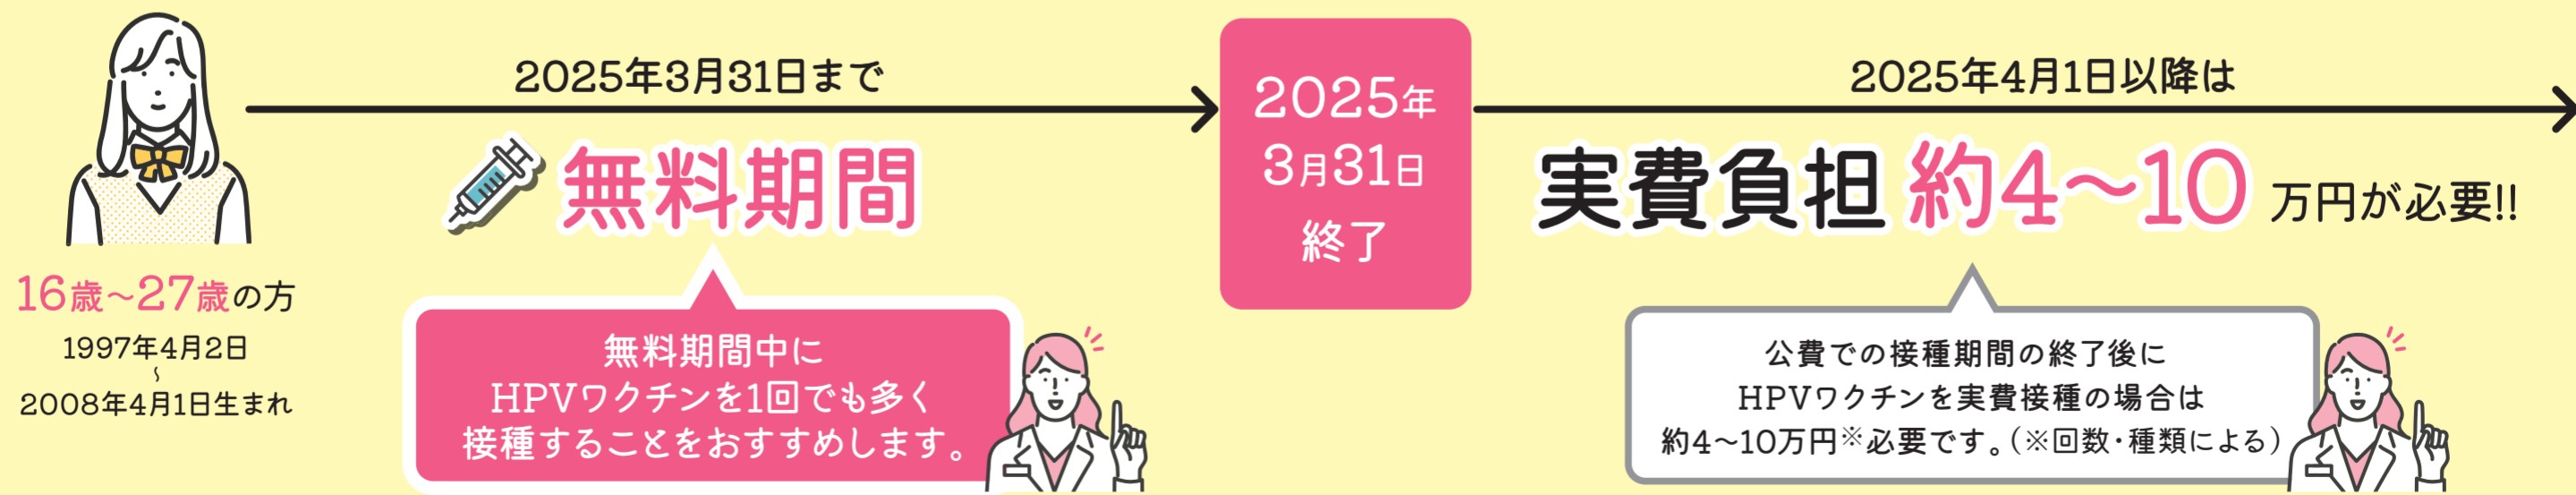 16歳～27歳の方
1997年4月2日
～
2008年4月1日生まれ
2025年3月31日まで
無料期間
無料期間中に
HPVワクチンを1回でも多く
接種することをおすすめします。
2025年
3月31日
終了
2025年4月1日以降は
実費負担 約4～10万円が必要!!
公費での接種期間の終了後に
HPVワクチンを実費接種の場合は
約4～10万円※必要です。(※回数・種類による)